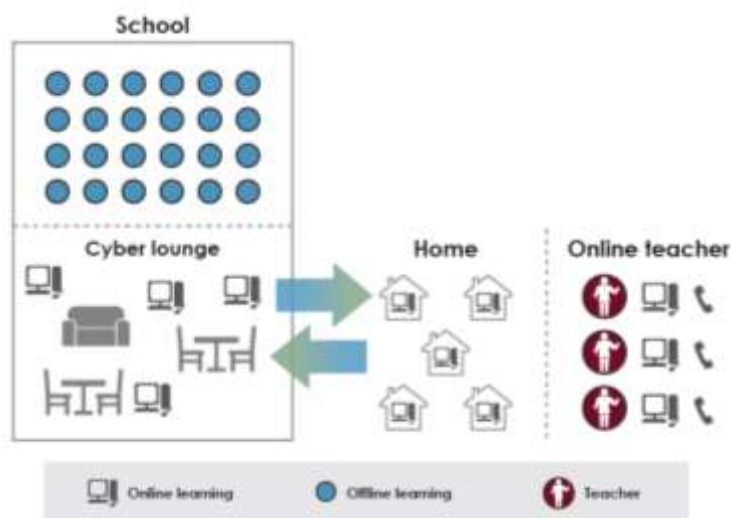 School
Cyber lounge
Home
Online teacher
Online learning
Offline learning
Teacher